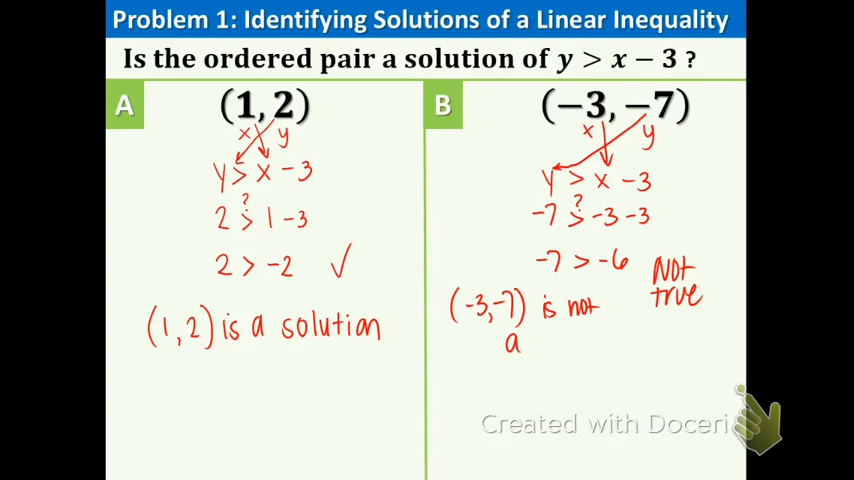 Problem 1: Identifying Solutions of a Linear Inequality
Is the ordered pair a solution of y > x − 3 ?
A
(1, 2)
x y
y > x - 3
2 ?> 1 - 3
2 > -2 ✓
(1, 2) is a solution
B
(−3, −7)
x y
y > x - 3
-7 ?> -3 -3
-7 > -6
Not
true
(-3,-7) is not
a
Created with Doceri